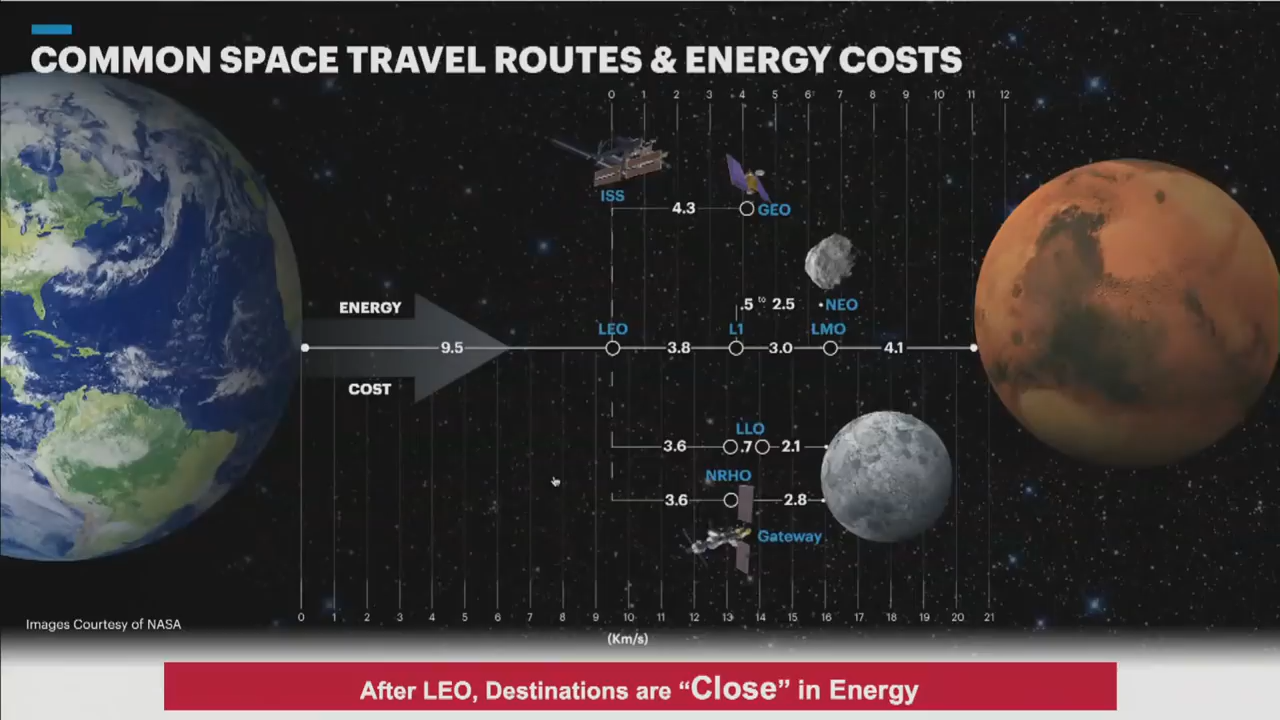 COMMON SPACE TRAVEL ROUTES & ENERGY COSTS
0 1 2 3 4 5 6 7 8 9 10 11 12
ISS
4.3 GEO
ENERGY
.5 to 2.5 NEO
LEO L1 LMO
9.5 3.8 3.0 4.1
COST
LLO
3.6 .7 2.1
NRHO
3.6 2.8
Gateway
0 1 2 3 4 5 6 7 8 9 10 11 12 13 14 15 16 17 18 19 20 21
Images Courtesy of NASA
(Km/s)
After LEO, Destinations are “Close” in Energy